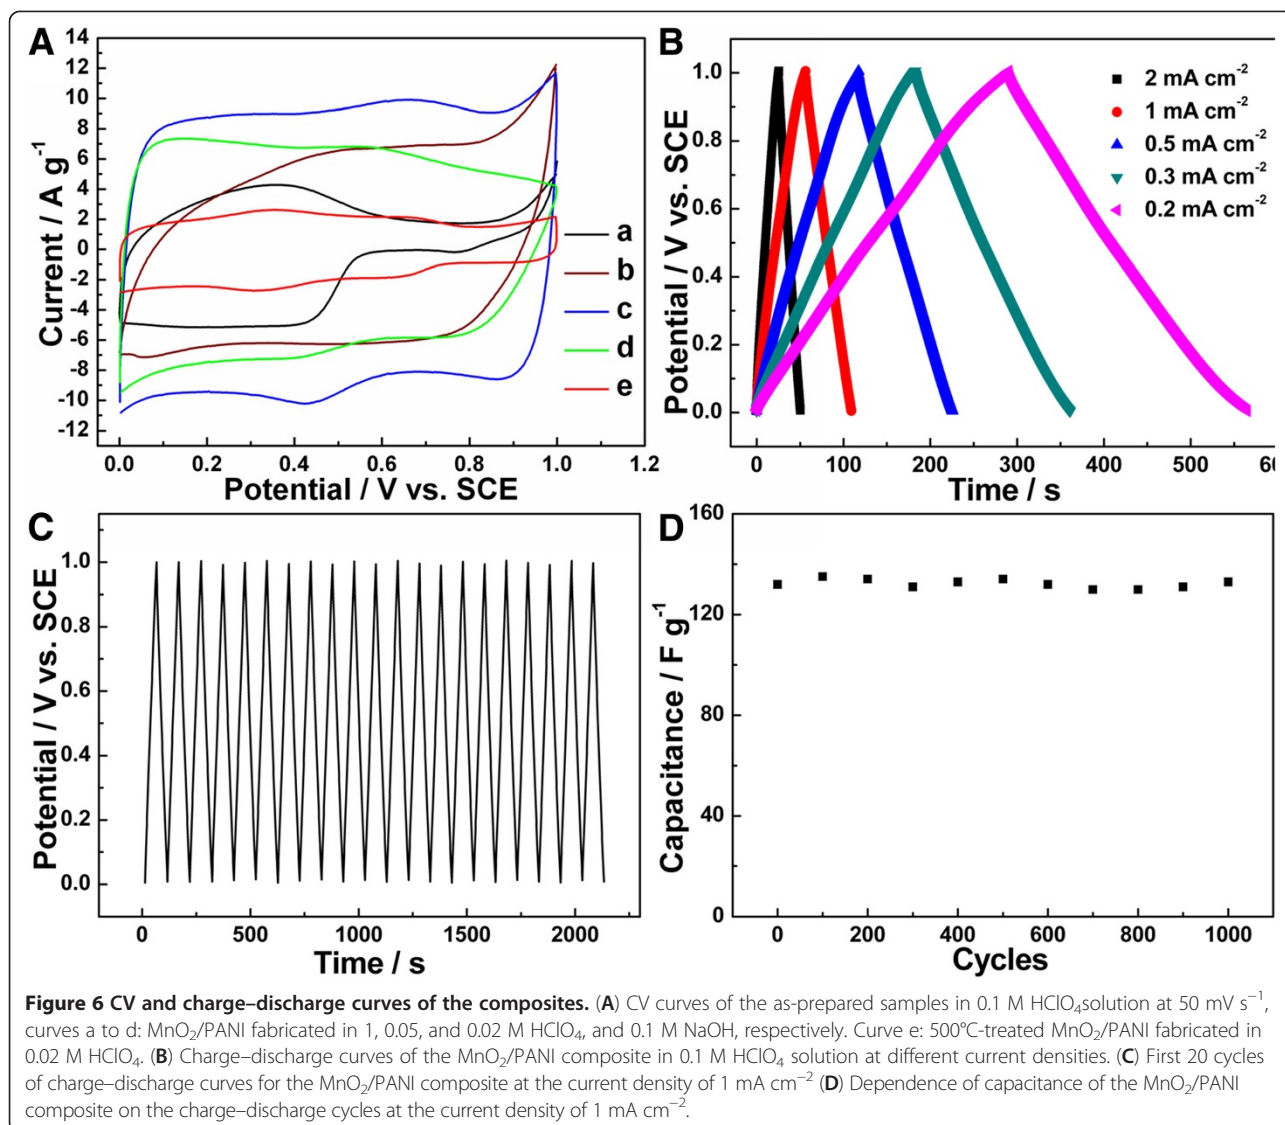 A
14
12
10
8
6
4
2
0
-2
-4
-6
-8
-10
-12
Current / A g⁻¹
a
b
c
d
e
0.0 0.2 0.4 0.6 0.8 1.0 1.2
Potential / V vs. SCE
B
1.0
0.8
0.6
0.4
0.2
0.0
Potential / V vs. SCE
2 mA cm⁻²
1 mA cm⁻²
0.5 mA cm⁻²
0.3 mA cm⁻²
0.2 mA cm⁻²
0 100 200 300 400 500 60
Time / s
C
1.0
0.8
0.6
0.4
0.2
0.0
Potential / V vs. SCE
0 500 1000 1500 2000
Time / s
D
160
120
80
40
0
Capacitance / F g⁻¹
0 200 400 600 800 1000
Cycles
Figure 6 CV and charge–discharge curves of the composites. (A) CV curves of the as-prepared samples in 0.1 M HClO₄solution at 50 mV s⁻¹,
curves a to d: MnO₂/PANI fabricated in 1, 0.05, and 0.02 M HClO₄, and 0.1 M NaOH, respectively. Curve e: 500°C-treated MnO₂/PANI fabricated in
0.02 M HClO₄. (B) Charge–discharge curves of the MnO₂/PANI composite in 0.1 M HClO₄ solution at different current densities. (C) First 20 cycles
of charge–discharge curves for the MnO₂/PANI composite at the current density of 1 mA cm⁻² (D) Dependence of capacitance of the MnO₂/PANI
composite on the charge–discharge cycles at the current density of 1 mA cm⁻².